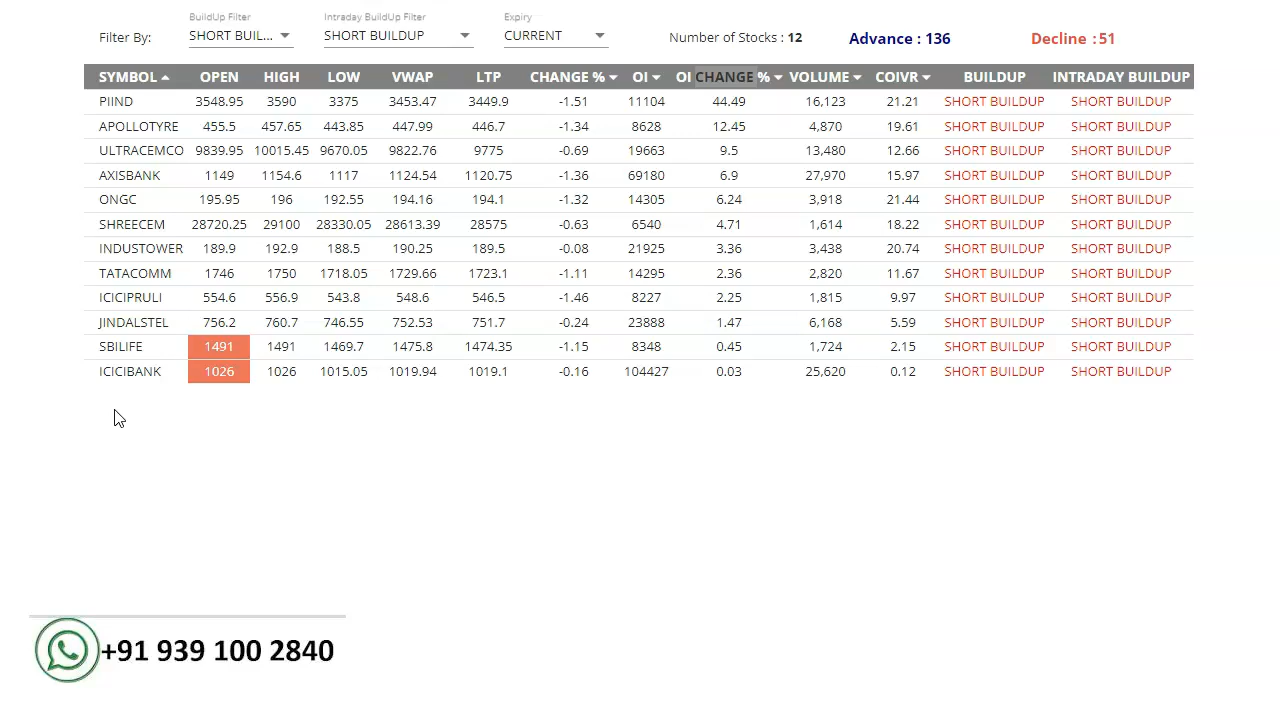 BuildUp Filter Intraday BuildUp Filter Expiry
Filter By: SHORT BUIL... SHORT BUILDUP CURRENT Number of Stocks : 12 Advance : 136 Decline : 51
SYMBOL OPEN HIGH LOW VWAP LTP CHANGE % OI OI CHANGE % VOLUME COIVR BUILDUP INTRADAY BUILDUP
PIIND 3548.95 3590 3375 3453.47 3449.9 -1.51 11104 44.49 16,123 21.21 SHORT BUILDUP SHORT BUILDUP
APOLLOTYRE 455.5 457.65 443.85 447.99 446.7 -1.34 8628 12.45 4,870 19.61 SHORT BUILDUP SHORT BUILDUP
ULTRACEMCO 9839.95 10015.45 9670.05 9822.76 9775 -0.69 19663 9.5 13,480 12.66 SHORT BUILDUP SHORT BUILDUP
AXISBANK 1149 1154.6 1117 1124.54 1120.75 -1.36 69180 6.9 27,970 15.97 SHORT BUILDUP SHORT BUILDUP
ONGC 195.95 196 192.55 194.16 194.1 -1.32 14305 6.24 3,918 21.44 SHORT BUILDUP SHORT BUILDUP
SHREECEM 28720.25 29100 28330.05 28613.39 28575 -0.63 6540 4.71 1,614 18.22 SHORT BUILDUP SHORT BUILDUP
INDUSTOWER 189.9 192.9 188.5 190.25 189.5 -0.08 21925 3.36 3,438 20.74 SHORT BUILDUP SHORT BUILDUP
TATACOMM 1746 1750 1718.05 1729.66 1723.1 -1.11 14295 2.36 2,820 11.67 SHORT BUILDUP SHORT BUILDUP
ICICIPRULI 554.6 556.9 543.8 548.6 546.5 -1.46 8227 2.25 1,815 9.97 SHORT BUILDUP SHORT BUILDUP
JINDALSTEL 756.2 760.7 746.55 752.53 751.7 -0.24 23888 1.47 6,168 5.59 SHORT BUILDUP SHORT BUILDUP
SBILIFE 1491 1491 1469.7 1475.8 1474.35 -1.15 8348 0.45 1,724 2.15 SHORT BUILDUP SHORT BUILDUP
ICICIBANK 1026 1026 1015.05 1019.94 1019.1 -0.16 104427 0.03 25,620 0.12 SHORT BUILDUP SHORT BUILDUP
+91 939 100 2840